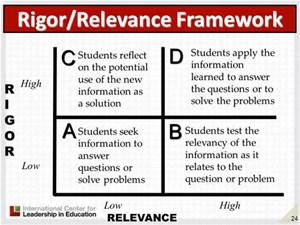 Rigor/Relevance Framework
C
Students reflect
on the potential
use of the new
information as
a solution
D
Students apply the
information
learned to answer
the questions or to
solve the problems
R
I
G
O
R
High
Low
A
Students seek
information to
answer
questions or
solve problems
B
Students test the
relevancy of the
information as it
relates to the
question or problem
International Center for
Leadership in Education
Low
High
RELEVANCE
24